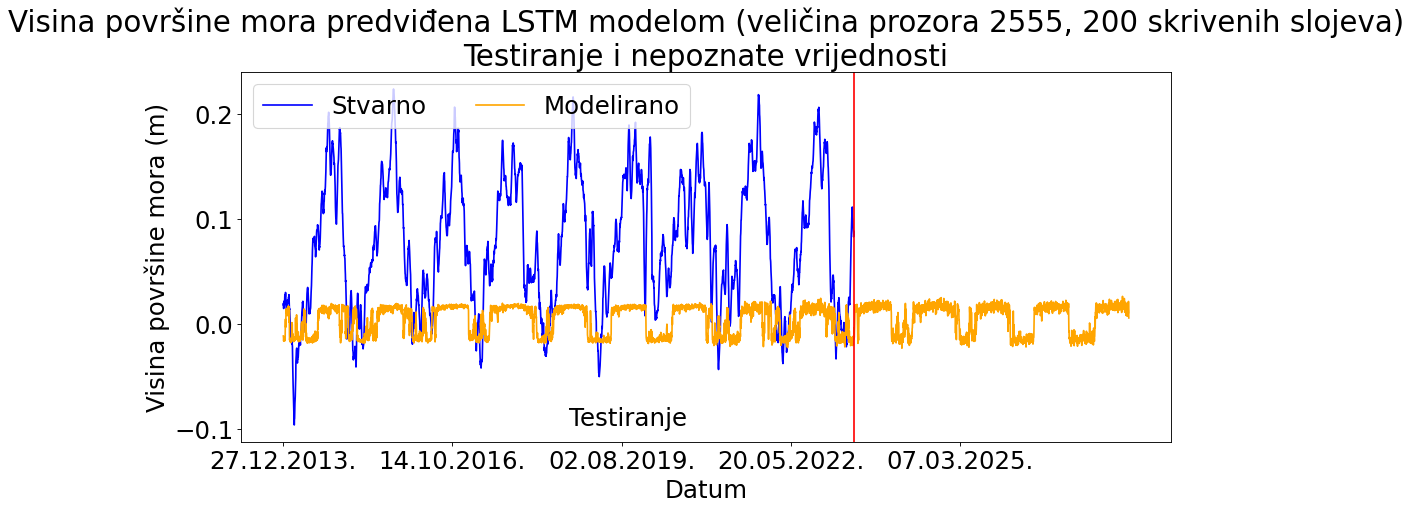 Visina površine mora predviđena LSTM modelom (veličina prozora 2555, 200 skrivenih slojeva)
Testiranje i nepoznate vrijednosti
Stvarno
Modelirano
Visina površine mora (m)
0.2
0.1
0.0
−0.1
Testiranje
27.12.2013.
14.10.2016.
02.08.2019.
20.05.2022.
07.03.2025.
Datum